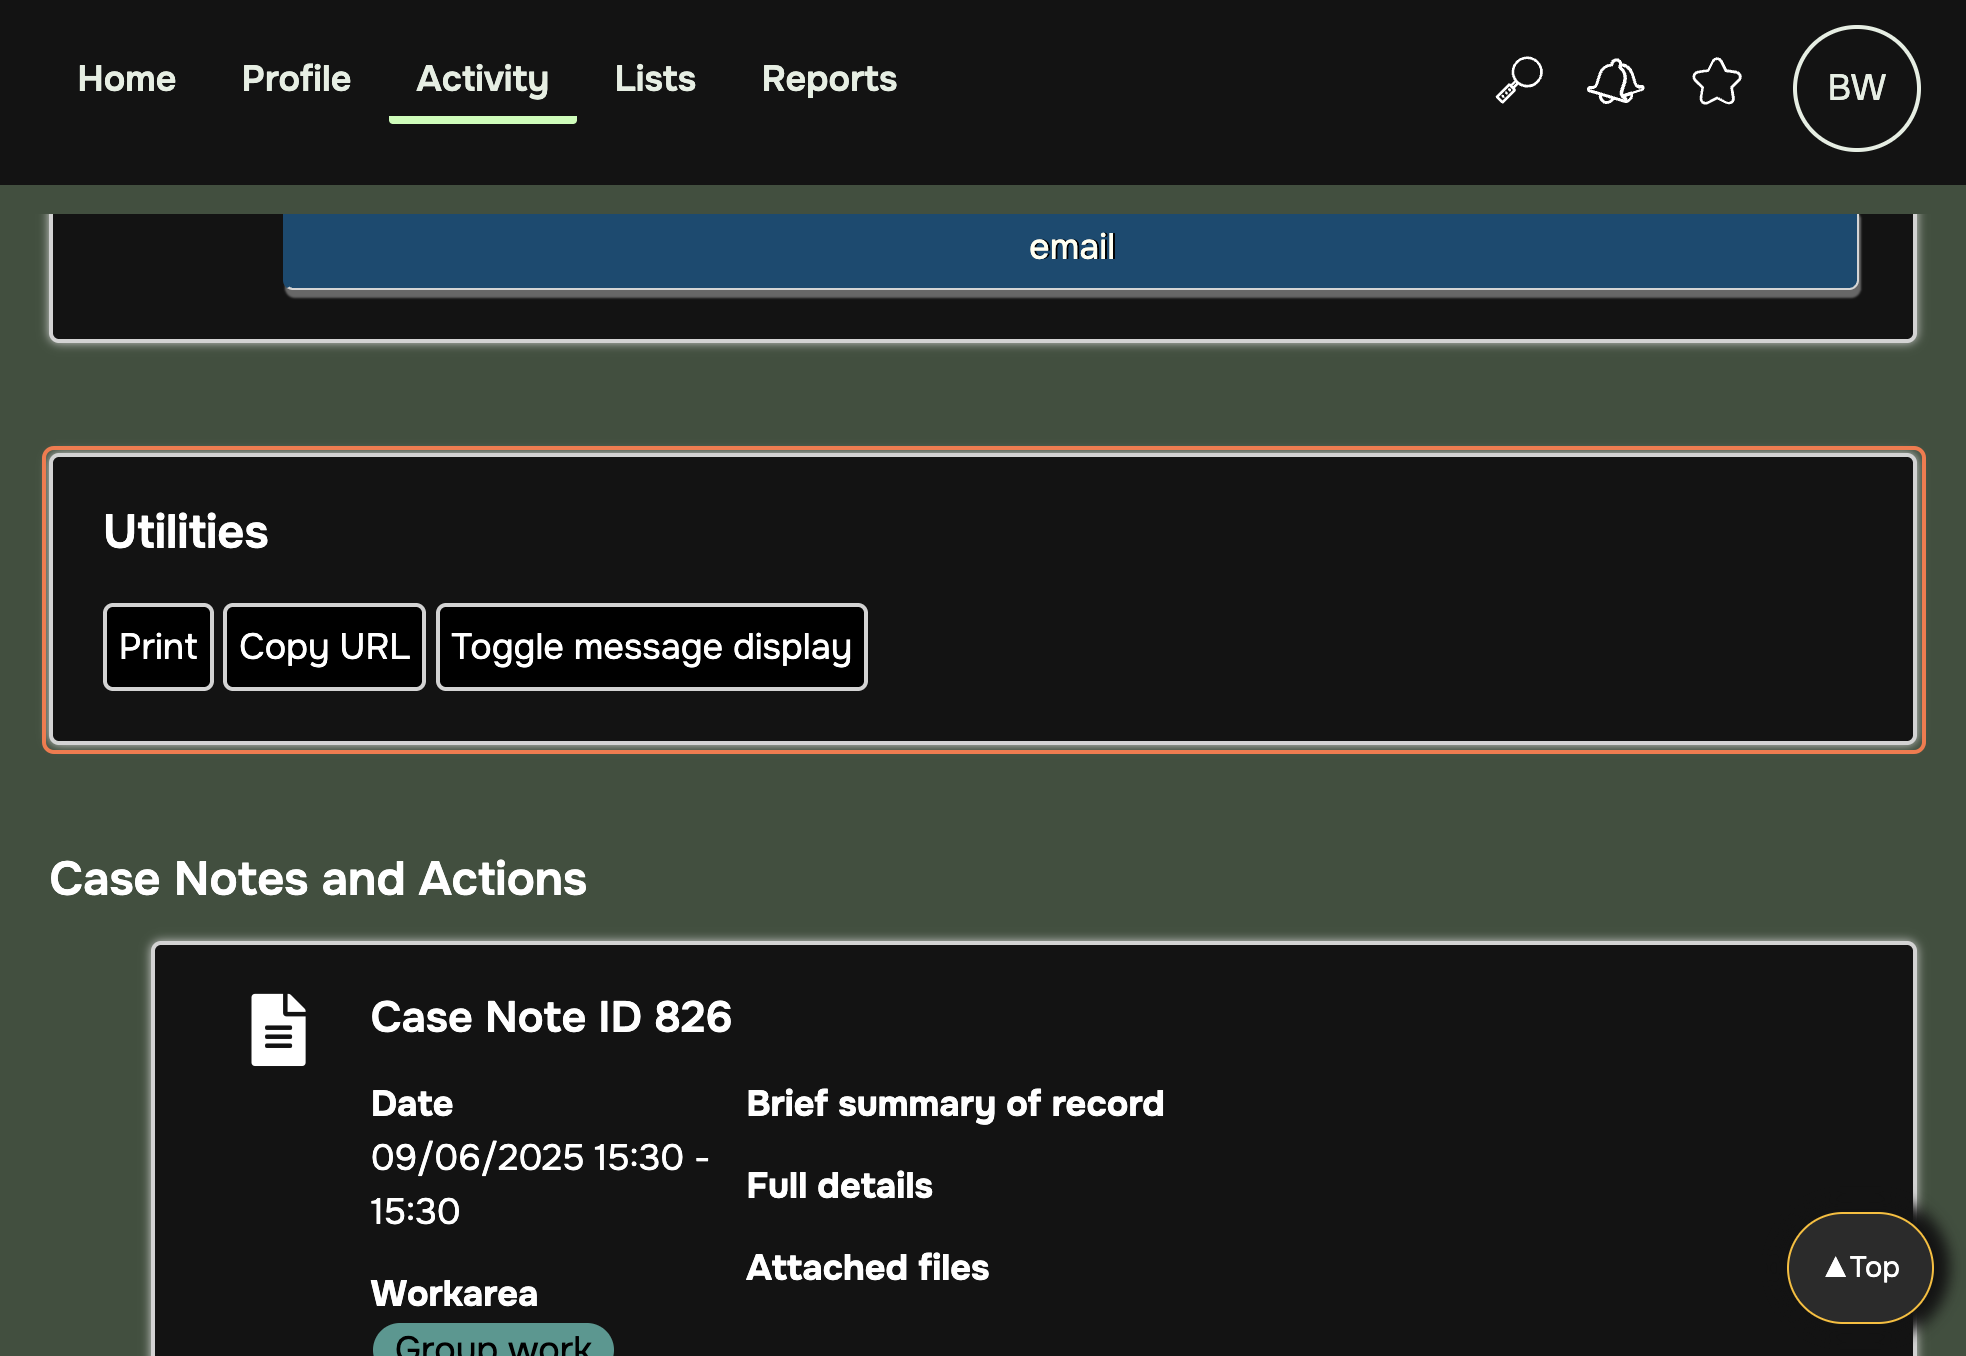 Home Profile Activity Lists Reports BW
email
Utilities
Print Copy URL Toggle message display
Case Notes and Actions
Case Note ID 826
Date
09/06/2025 15:30 -
15:30
Workarea
Group work
Brief summary of record
Full details
Attached files
▲Top